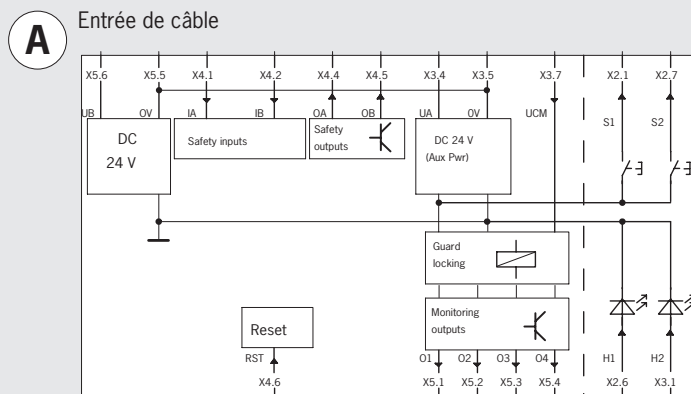 A
Entrée de câble
X5.6 X5.5 X4.1 X4.2 X4.4 X4.5 X3.4 X3.5 X3.7 X2.1 X2.7
UB 0V IA IB OA OB UA 0V UCM S1 S2
DC
24 V
Safety inputs
Safety
outputs
DC 24 V
(Aux Pwr)
Guard
locking
Monitoring
outputs
Reset
RST O1 O2 O3 O4 H1 H2
X4.6 X5.1 X5.2 X5.3 X5.4 X2.6 X3.1